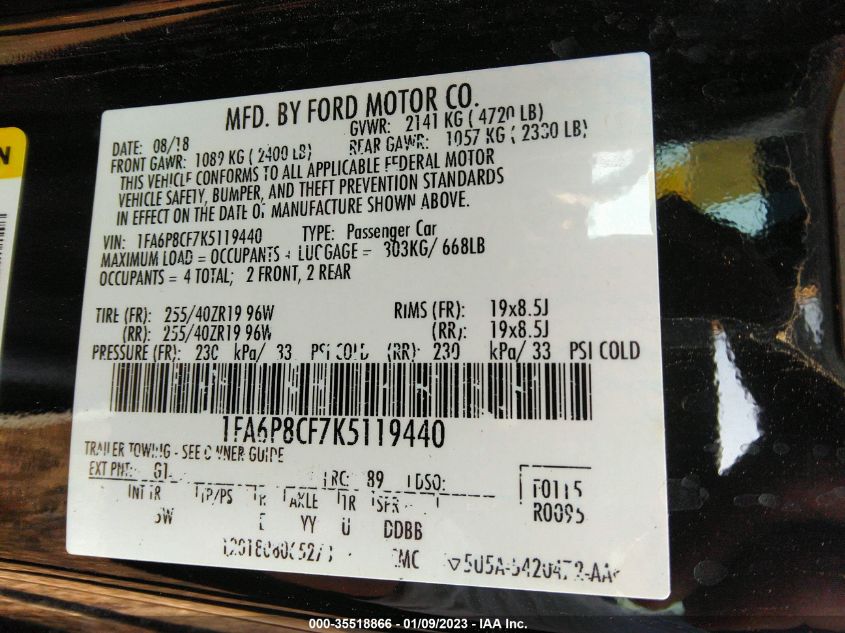 N
MFD. BY FORD MOTOR CO.
DATE: 08/18 GVWR: 2141 KG (4720 LB)
FRONT GAWR: 1089 KG (2400 LB) REAR GAWR: 1057 KG (2330 LB)
THIS VEHICLE CONFORMS TO ALL APPLICABLE FEDERAL MOTOR
VEHICLE SAFETY, BUMPER, AND THEFT PREVENTION STANDARDS
IN EFFECT ON THE DATE OF MANUFACTURE SHOWN ABOVE.
VIN: 1FA6P8CF7K5119440 TYPE: Passenger Car
MAXIMUM LOAD = OCCUPANTS + LUGGAGE = 303KG/ 668LB
OCCUPANTS = 4 TOTAL; 2 FRONT, 2 REAR
TIRE (FR): 255/40ZR19 96W RIMS (FR): 19x8.5J
(RR): 255/40ZR19 96W (RR): 19x8.5J
PRESSURE (FR): 230 kPa/ 33 PSI COLD (RR): 230 kPa/ 33 PSI COLD
1FA6P8CF7K5119440
TRAILER TOWING - SEE OWNER GUIDE
EXT PNT: G1 RC: 89 DSO:
INT TR TP/PS R AXLE TR SPR F0115
W E YY U DDBB R0095
000-35518866 - 01/09/2023 - IAA Inc.